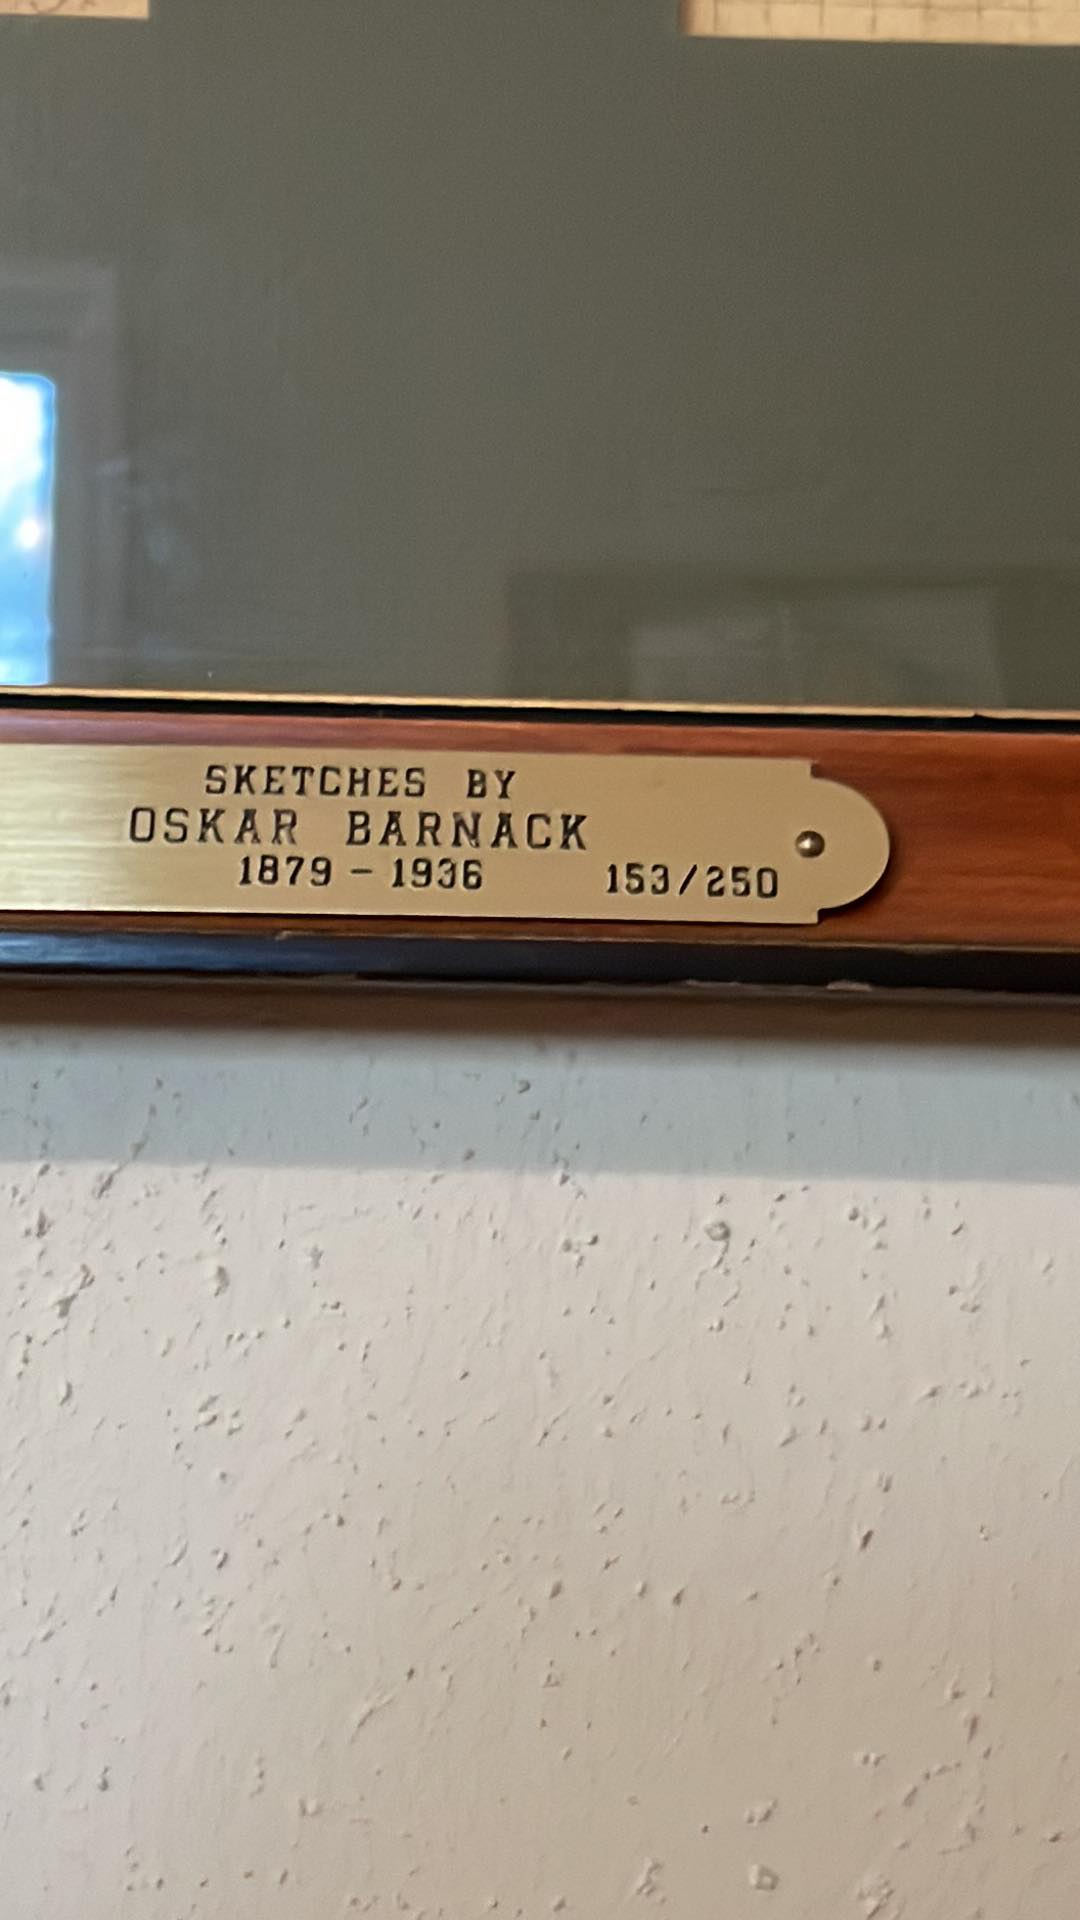 SKETCHES BY
OSKAR BARNACK
1879 - 1936 153/250